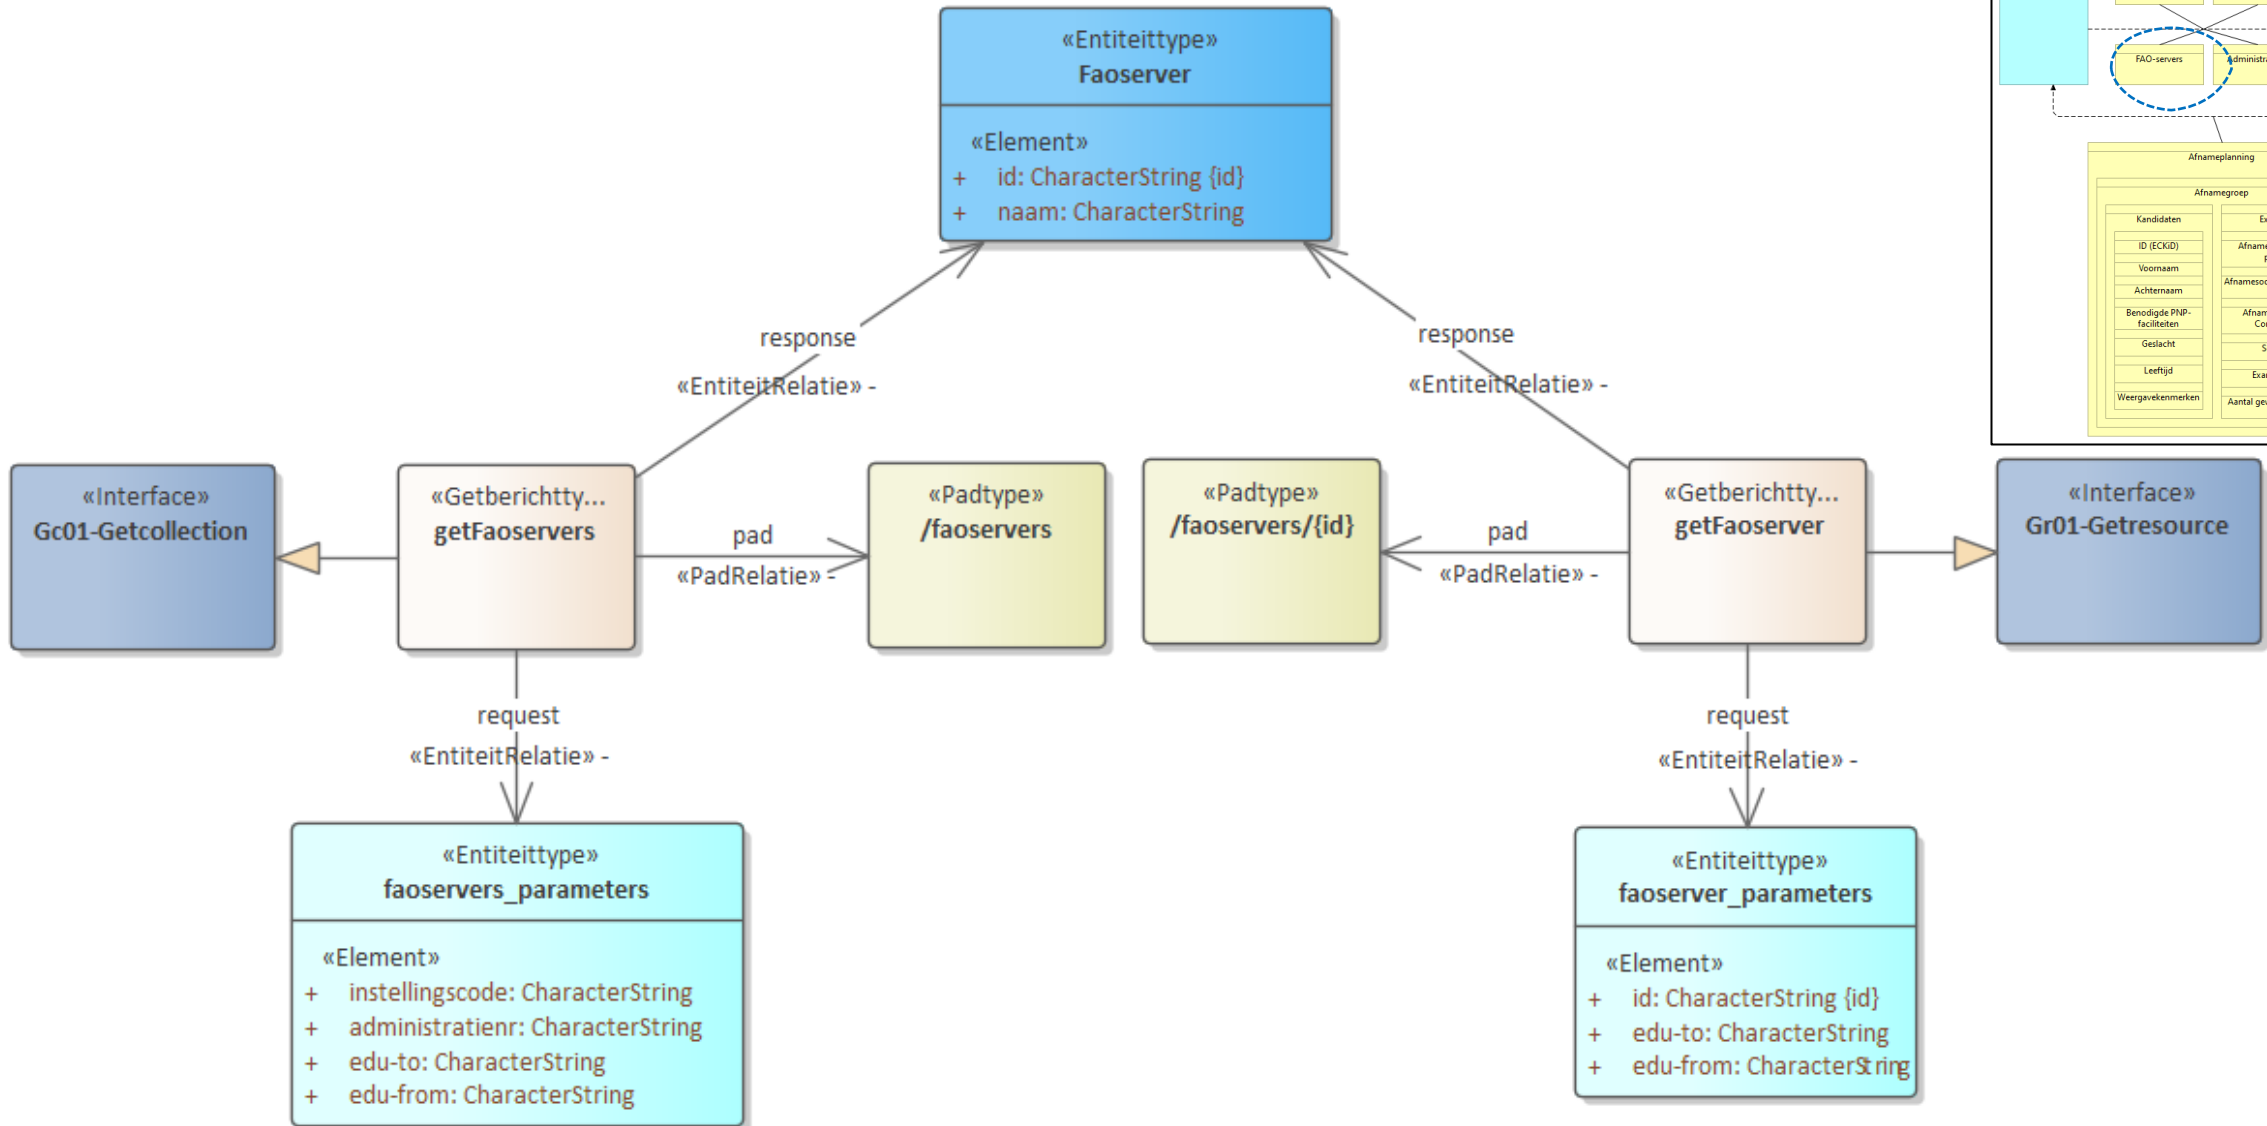 «Entiteittype»
Faoserver
«Element»
+ id: CharacterString {id}
+ naam: CharacterString
FAO-servers
Afnameplanning
Afnamegroep
Kandidaten
ID (ECKiD)
Voornaam
Achternaam
Benodigde PNP-
faciliteiten
Geslacht
Leeftijd
Weergavekenmerken
Aantal
response
«EntiteitRelatie» -
response
«EntiteitRelatie» -
«Interface»
Gc01-Getcollection
«Getberichtty...
getFaoservers
pad
«PadRelatie» -
«Padtype»
/faoservers
«Padtype»
/faoservers/{id}
pad
«PadRelatie» -
«Getberichtty...
getFaoserver
«Interface»
Gr01-Getresource
request
«EntiteitRelatie» -
request
«EntiteitRelatie» -
«Entiteittype»
faoservers_parameters
«Element»
+ instellingscode: CharacterString
+ administratienr: CharacterString
+ edu-to: CharacterString
+ edu-from: CharacterString
«Entiteittype»
faoserver_parameters
«Element»
+ id: CharacterString {id}
+ edu-to: CharacterString
+ edu-from: CharacterString